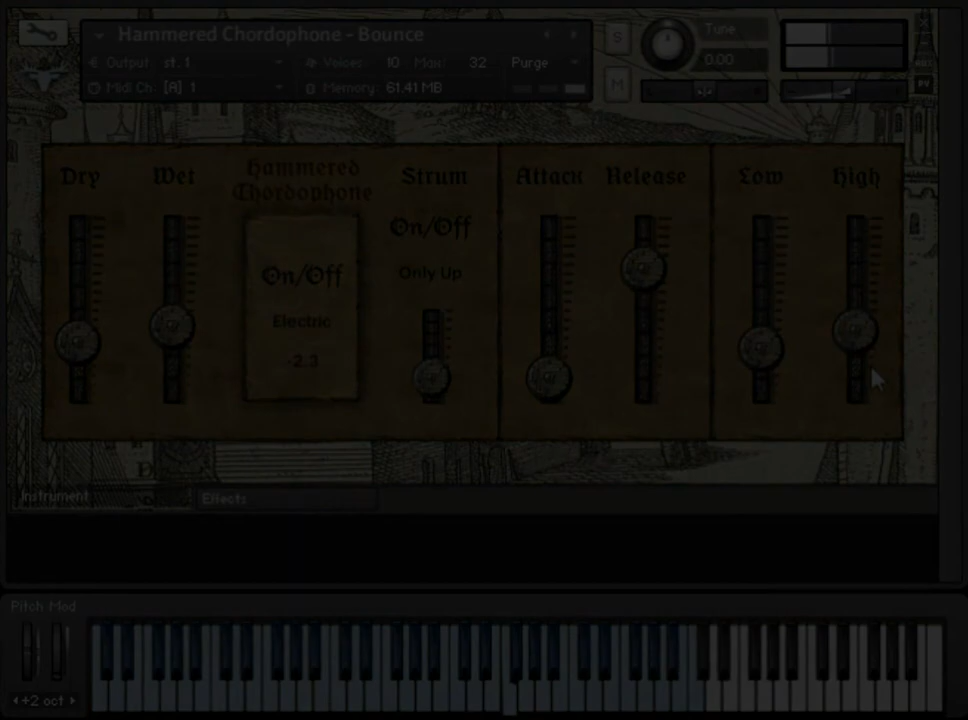 Hammered Chordophone - Bounce
Output: st. 1
Voices: 10 Max: 32
Purge
Midi Ch: [A] 1
Memory: 61.41 MB
S
M
Tune
0.00
PV
Dry
Wet
Hammered
Chordophone
On/Off
Electric
-2.3
Strum
On/Off
Only Up
Attack
Release
Low
High
Instrument
Effects
Pitch Mod
+2 oct